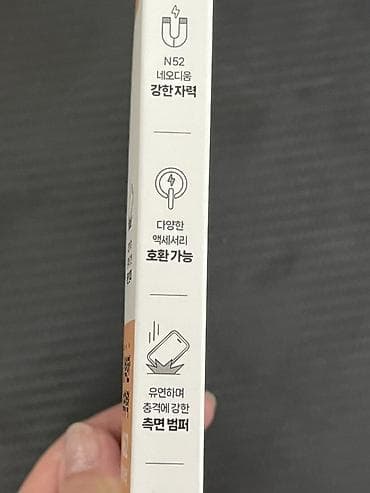 N52
네오디움
강한 자력
다양한
액세서리
호환 가능
유연하며
충격에 강한
측면 범퍼